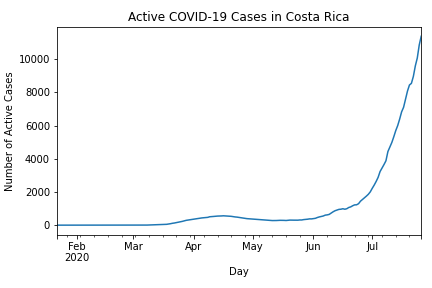 Active COVID-19 Cases in Costa Rica
Number of Active Cases
10000
8000
6000
4000
2000
0
Feb Mar Apr May Jun Jul
2020
Day